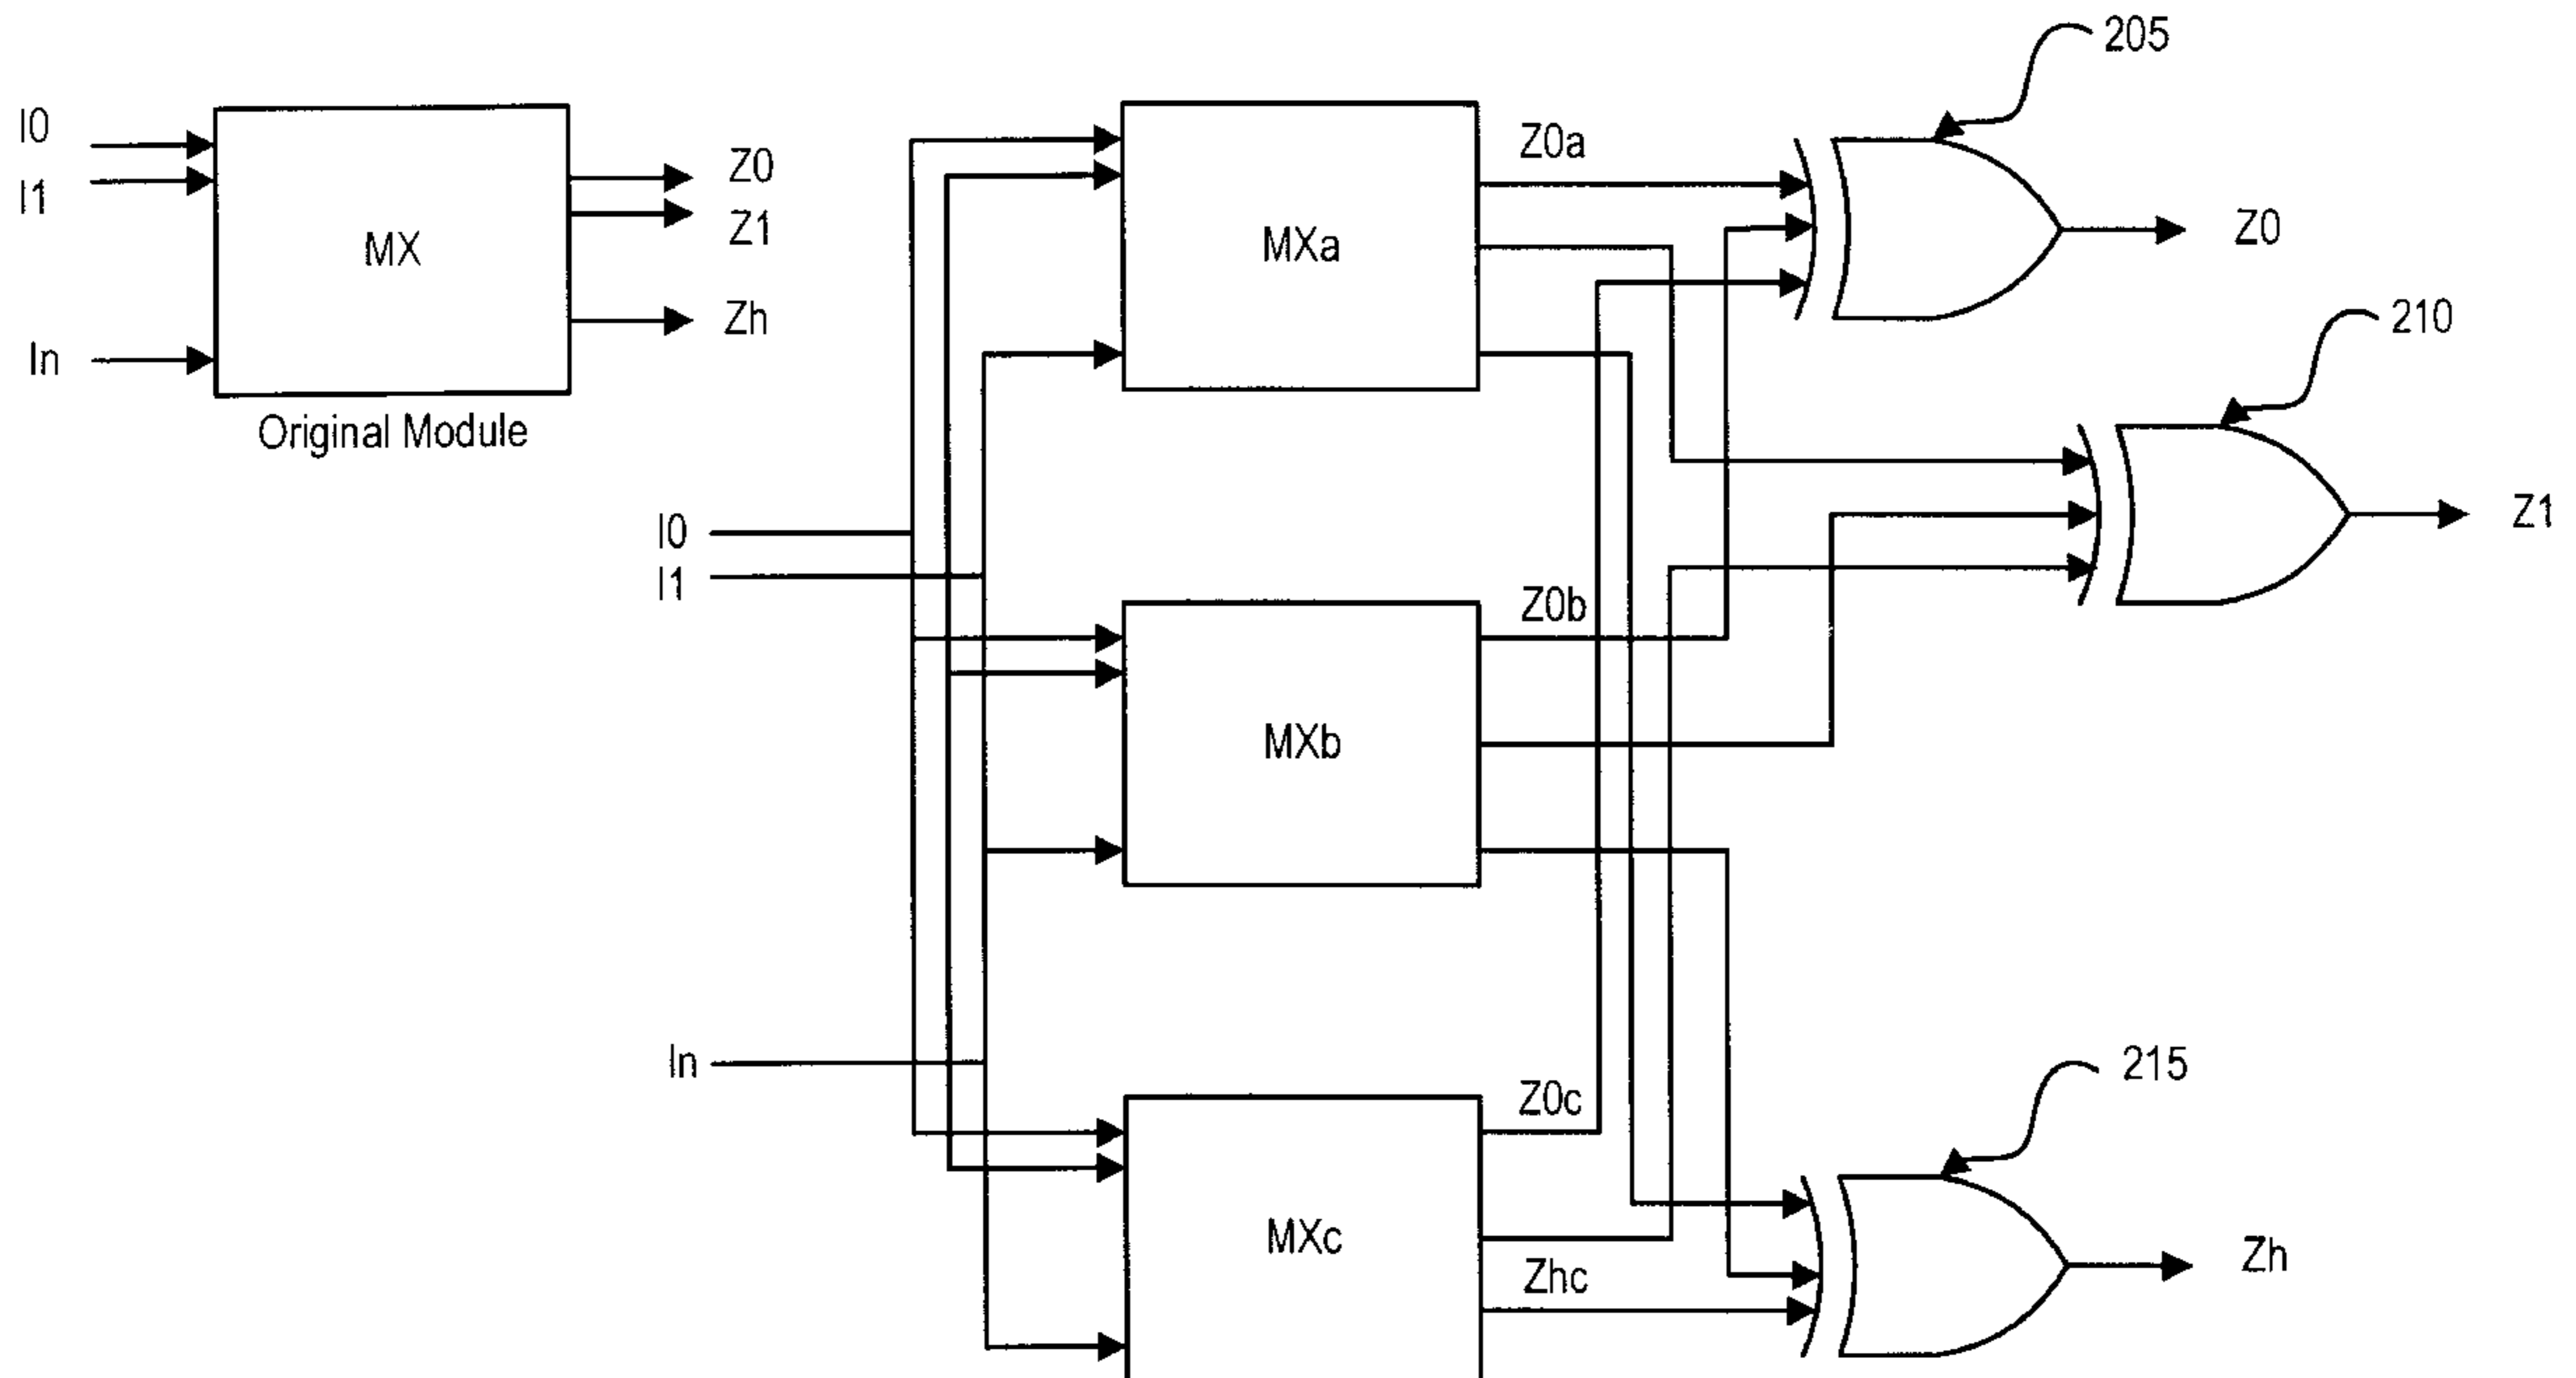 205
I0
I1
In
MX
Z0
Z1
Zh
Original Module
I0
I1
In
MXa
MXb
MXc
Z0a
Z0b
Z0c
Zhc
Z0
210
Z1
215
Zh